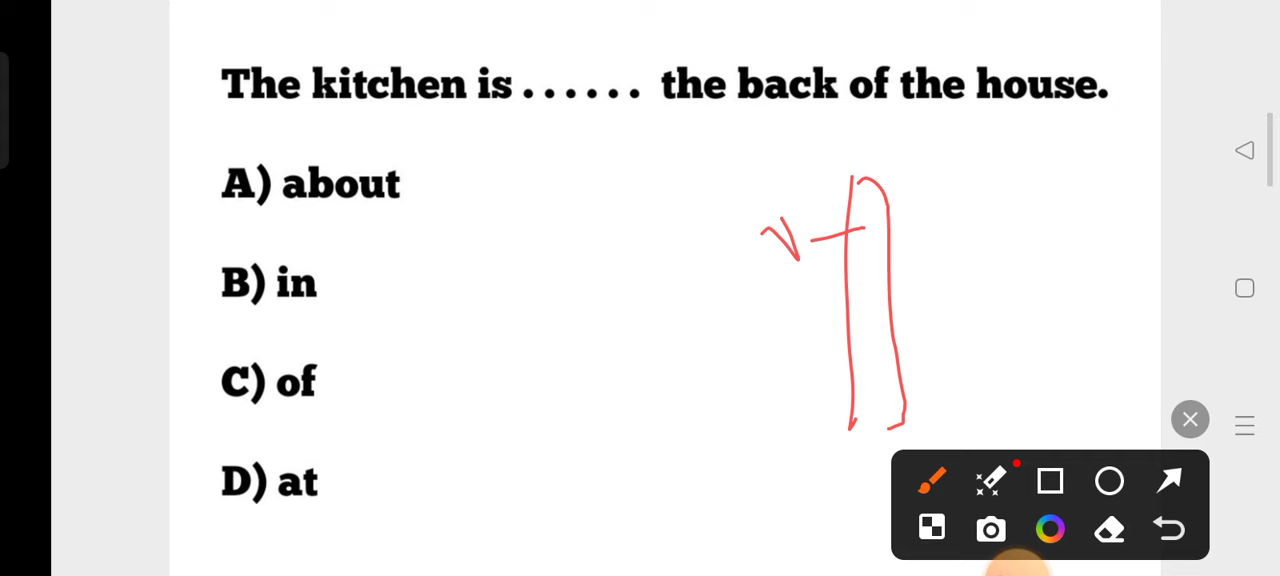 The kitchen is ...... the back of the house.
A) about
B) in
C) of
D) at